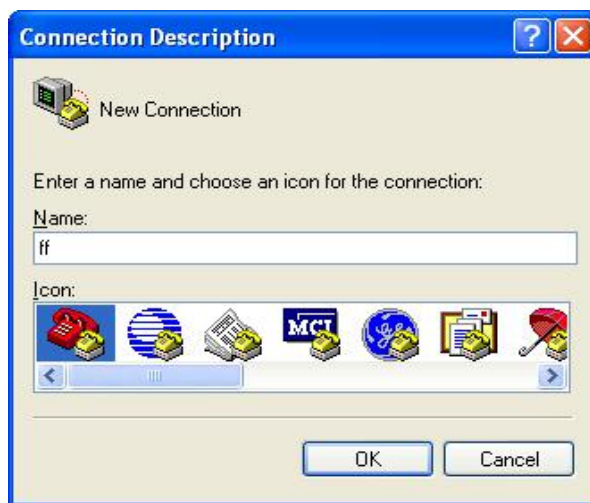 Connection Description
New Connection
Enter a name and choose an icon for the connection:
Name:
ff
Icon:
MCI
OK
Cancel